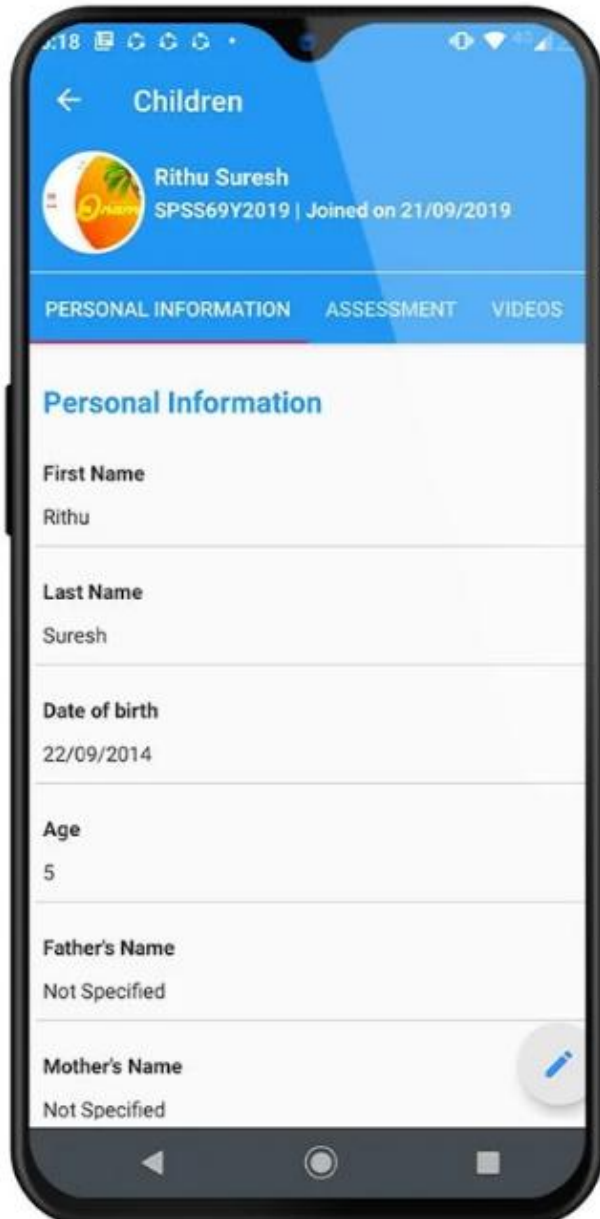 :18
Children
Rithu Suresh
SPSS69Y2019 | Joined on 21/09/2019
PERSONAL INFORMATION ASSESSMENT VIDEOS
Personal Information
First Name
Rithu
Last Name
Suresh
Date of birth
22/09/2014
Age
5
Father's Name
Not Specified
Mother's Name
Not Specified